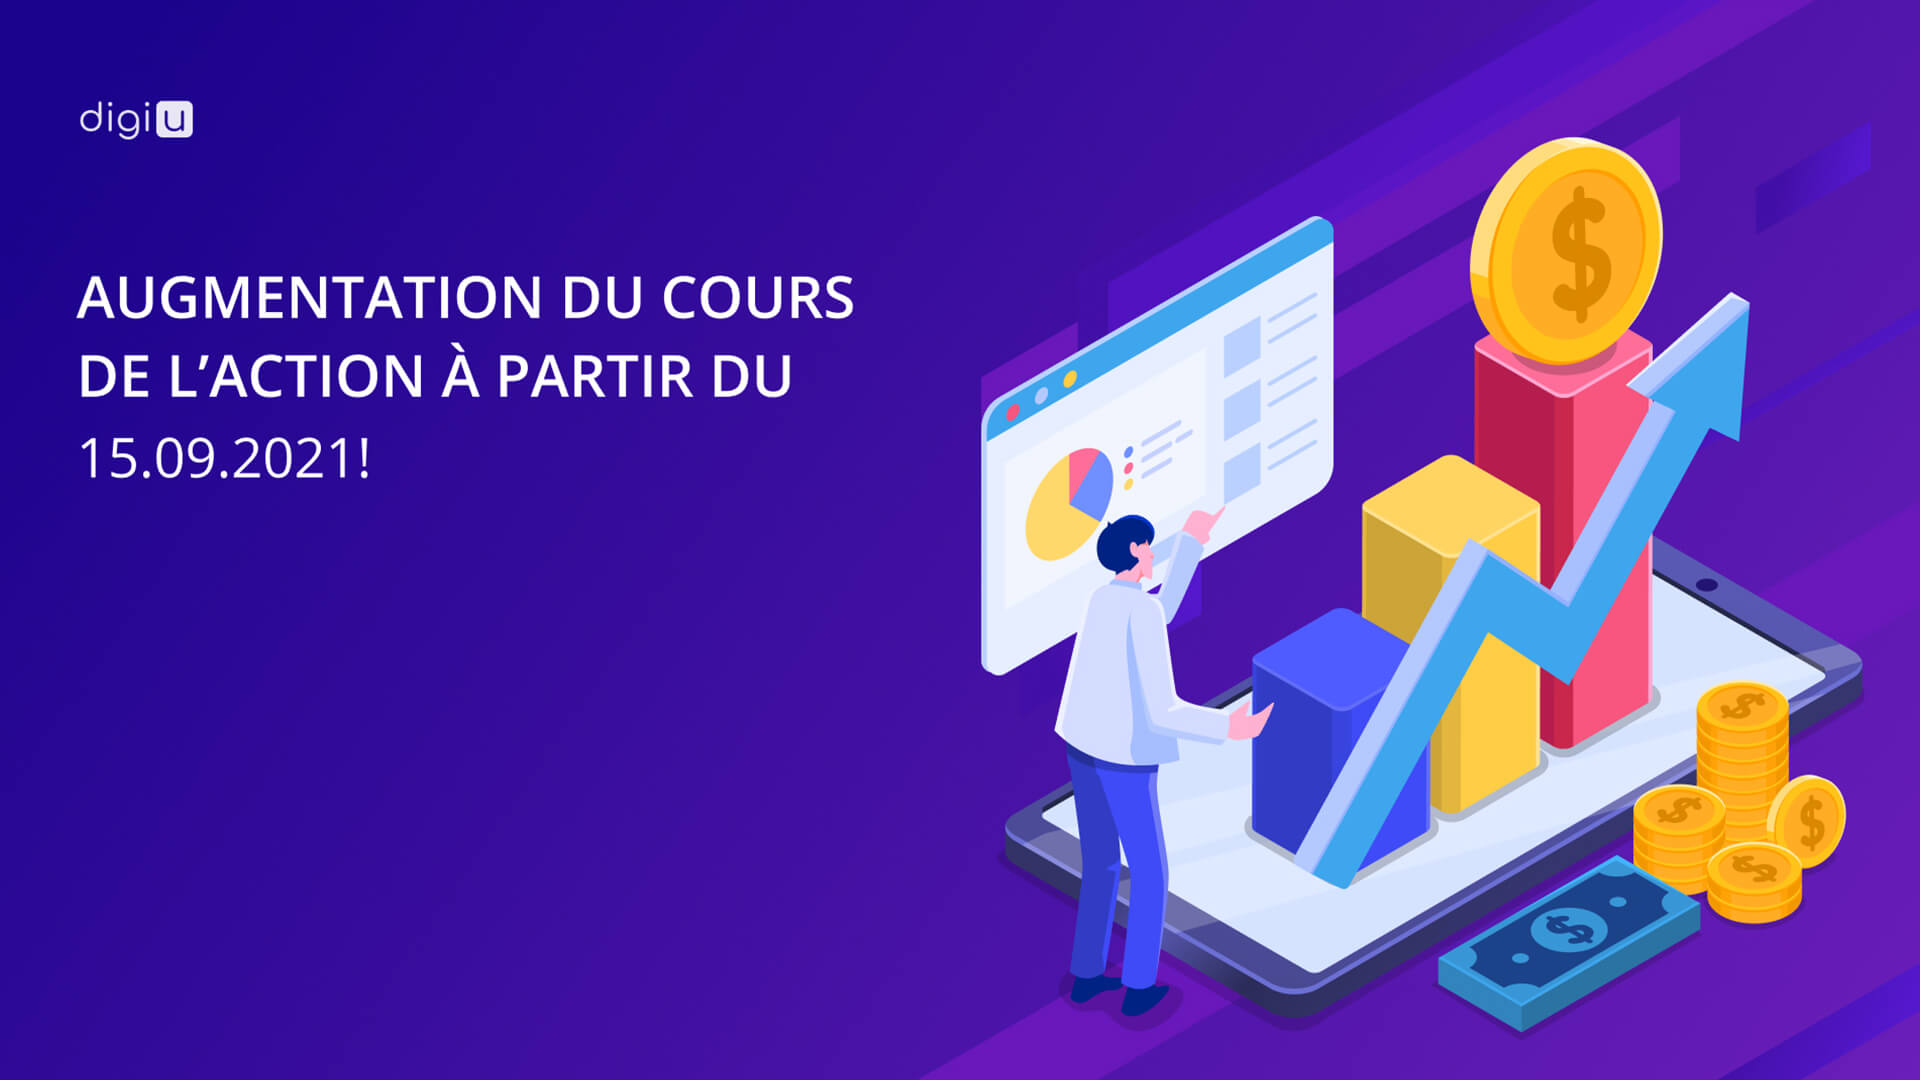 digiu
AUGMENTATION DU COURS
DE L’ACTION À PARTIR DU
15.09.2021!
$
$
$
$
$
$